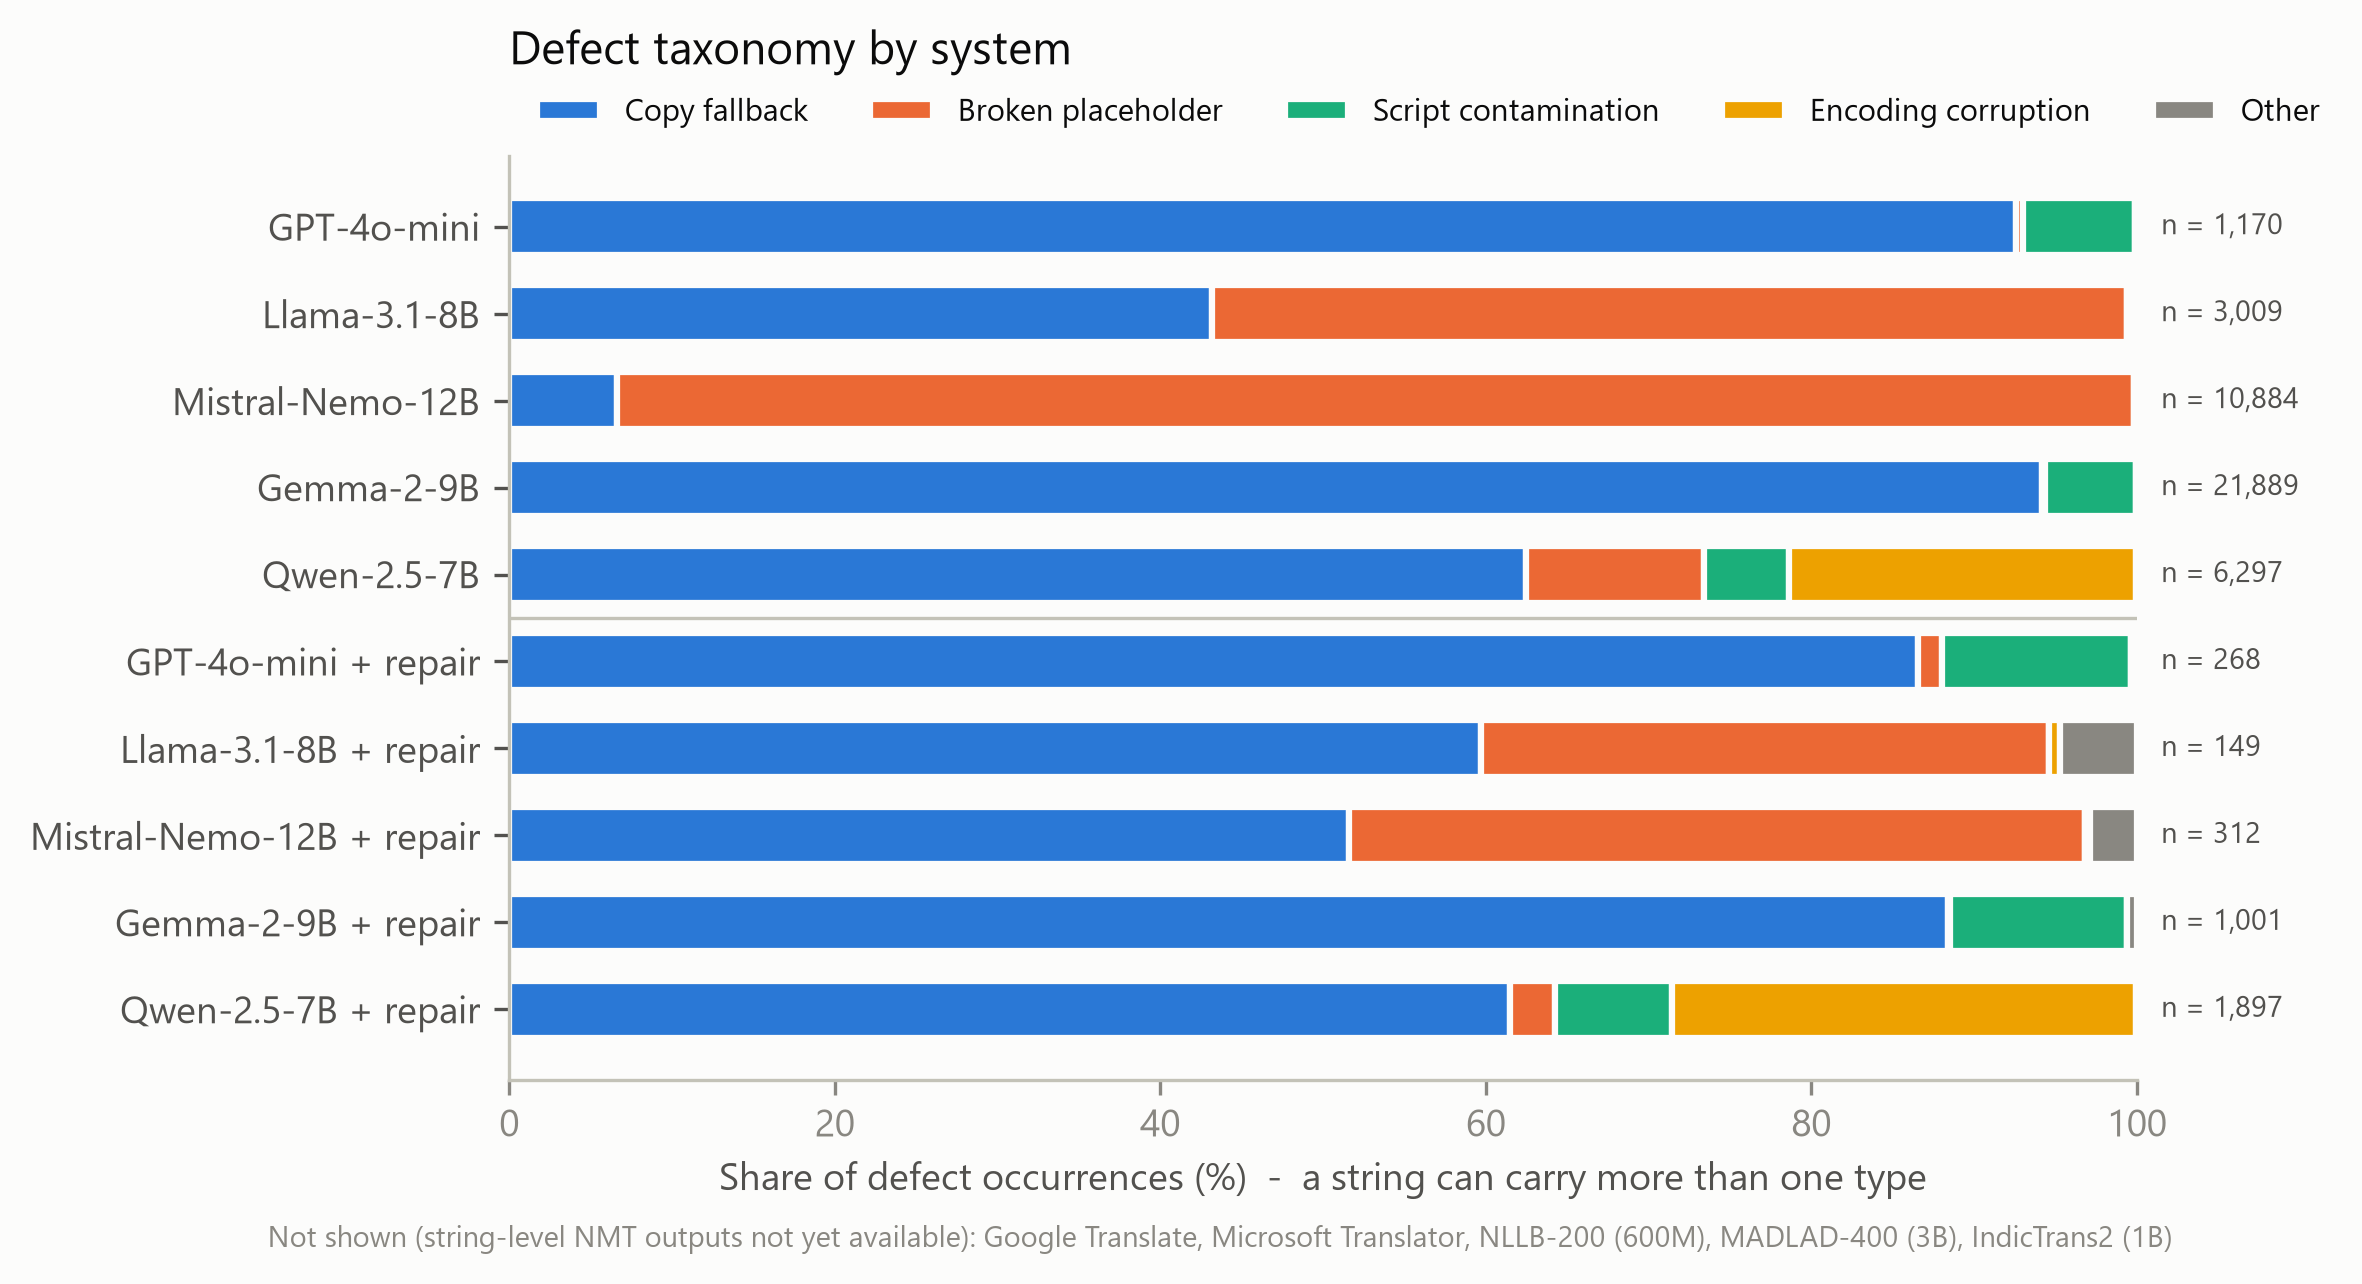 Defect taxonomy by system
Copy fallback Broken placeholder Script contamination Encoding corruption Other
GPT-4o-mini n = 1,170
Llama-3.1-8B n = 3,009
Mistral-Nemo-12B n = 10,884
Gemma-2-9B n = 21,889
Qwen-2.5-7B n = 6,297
GPT-4o-mini + repair n = 268
Llama-3.1-8B + repair n = 149
Mistral-Nemo-12B + repair n = 312
Gemma-2-9B + repair n = 1,001
Qwen-2.5-7B + repair n = 1,897
0 20 40 60 80 100
Share of defect occurrences (%) - a string can carry more than one type
Not shown (string-level NMT outputs not yet available): Google Translate, Microsoft Translator, NLLB-200 (600M), MADLAD-400 (3B), IndicTrans2 (1B)